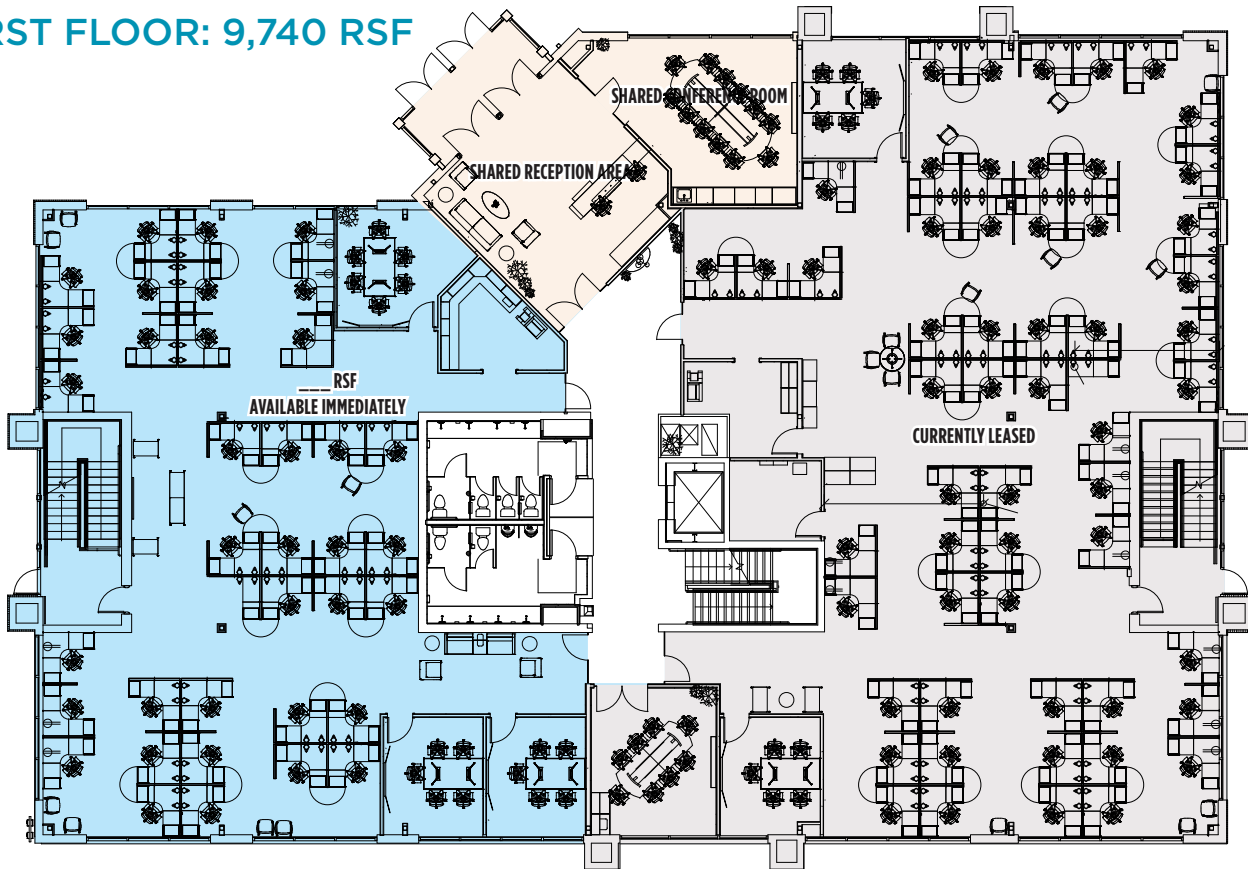 RST FLOOR: 9,740 RSF
SHARED CONFERENCE ROOM
SHARED RECEPTION AREA
___ RSF
AVAILABLE IMMEDIATELY
CURRENTLY LEASED